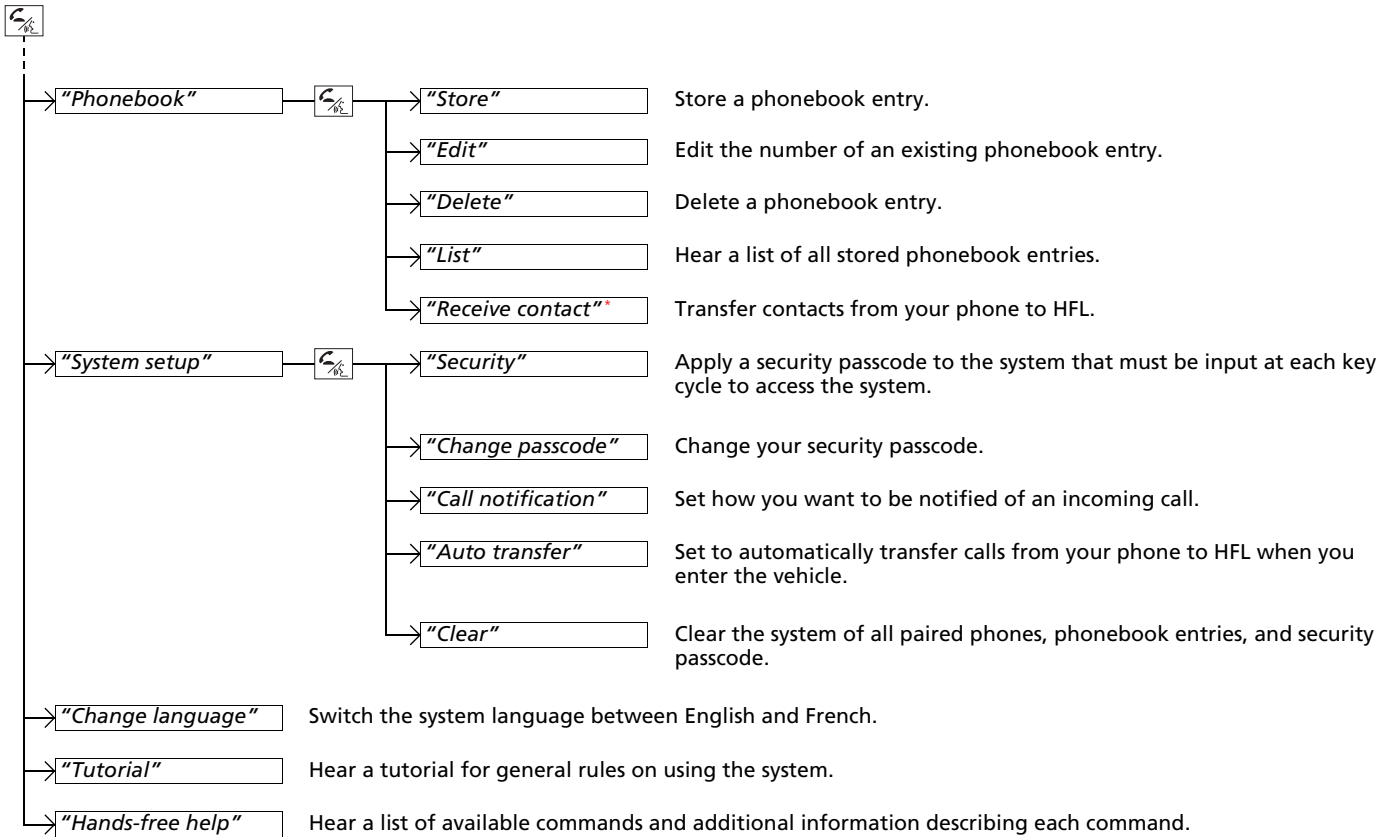 "Phonebook" "Store" Store a phonebook entry.
"Edit" Edit the number of an existing phonebook entry.
"Delete" Delete a phonebook entry.
"List" Hear a list of all stored phonebook entries.
"Receive contact"* Transfer contacts from your phone to HFL.
"System setup" "Security" Apply a security passcode to the system that must be input at each key
cycle to access the system.
"Change passcode" Change your security passcode.
"Call notification" Set how you want to be notified of an incoming call.
"Auto transfer" Set to automatically transfer calls from your phone to HFL when you
enter the vehicle.
"Clear" Clear the system of all paired phones, phonebook entries, and security
passcode.
"Change language" Switch the system language between English and French.
"Tutorial" Hear a tutorial for general rules on using the system.
"Hands-free help" Hear a list of available commands and additional information describing each command.